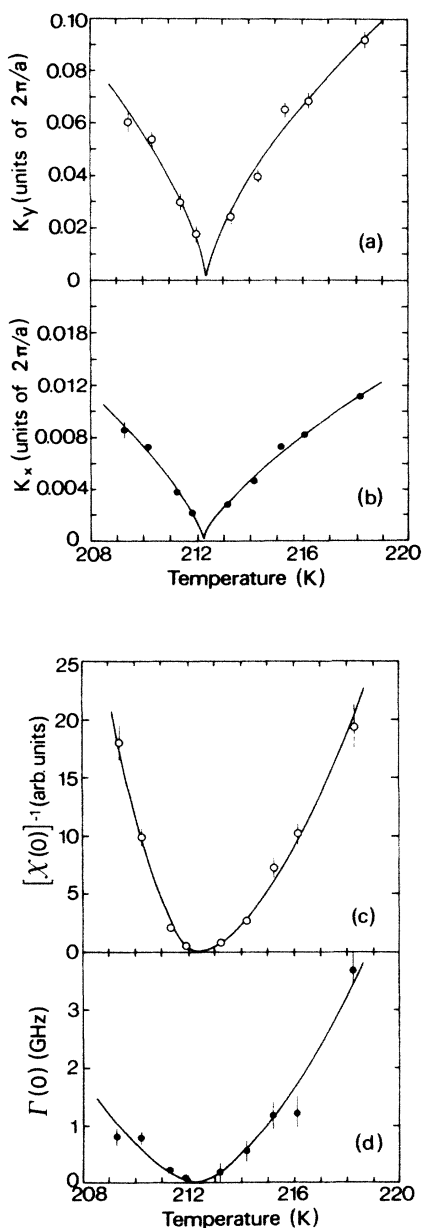 0.10
0.08
0.06
0.04
0.02
0
Ky (units of 2π/a)
(a)
0.018
0.012
0.008
0.004
0
Kx (units of 2π/a)
(b)
208
212
216
220
Temperature (K)
25
20
15
10
5
0
[χ(0)]⁻¹ (arb. units)
(c)
3
2
1
0
Γ(0) (GHz)
(d)
208
212
216
220
Temperature (K)